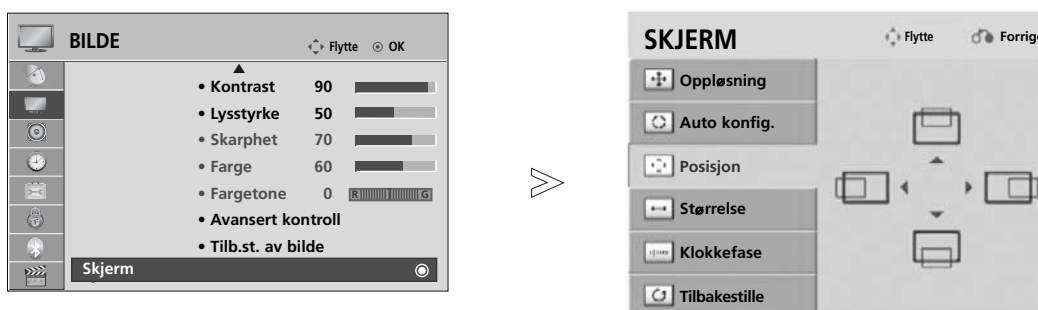 BILDE
Flytte OK
• Kontrast 90
• Lysstyrke 50
• Skarphet 70
• Farge 60
• Fargetone 0 R G
• Avansert kontroll
• Tilb.st. av bilde
Skjerm
SKJERM
Flytte Forrige
Oppløsning
Auto konfig.
Posisjon
Størrelse
Klokkefase
Tilbakestille